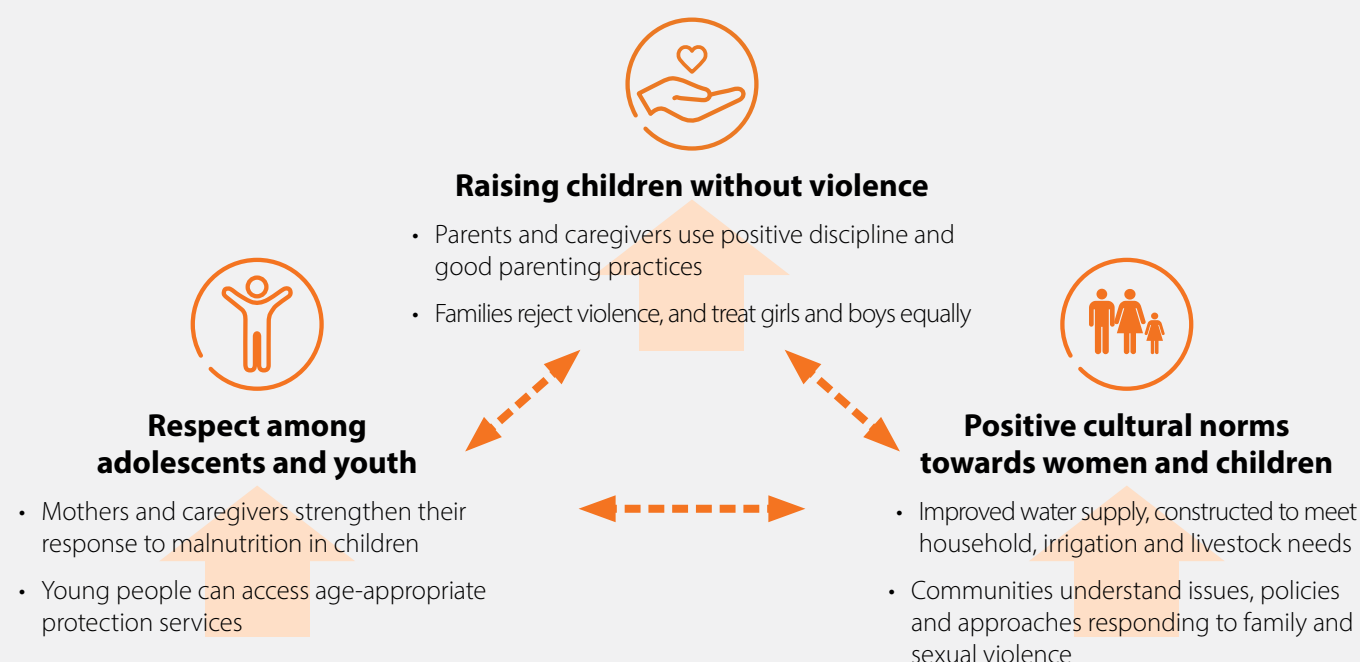 Raising children without violence
• Parents and caregivers use positive discipline and
good parenting practices
• Families reject violence, and treat girls and boys equally
Respect among
adolescents and youth
• Mothers and caregivers strengthen their
response to malnutrition in children
• Young people can access age-appropriate
protection services
Positive cultural norms
towards women and children
• Improved water supply, constructed to meet
household, irrigation and livestock needs
• Communities understand issues, policies
and approaches responding to family and
sexual violence